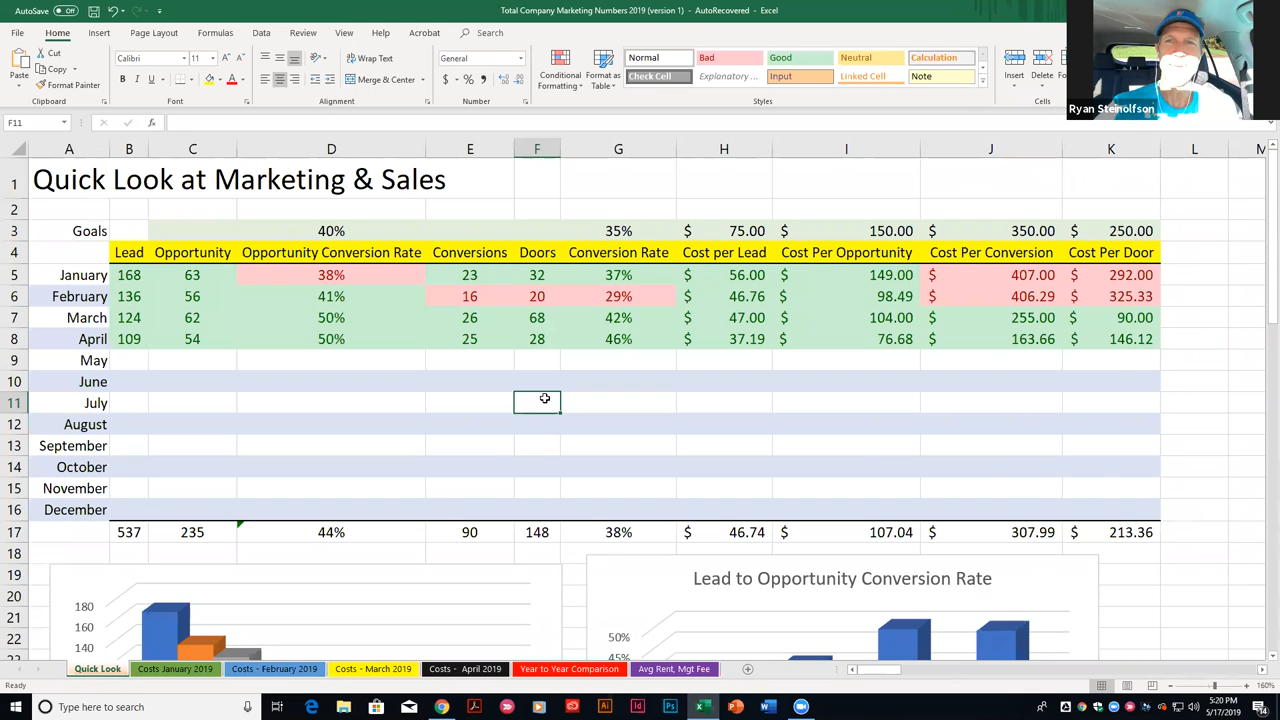 AutoSave Off Total Company Marketing Numbers 2019 (version 1) - AutoRecovered - Excel
File Home Insert Page Layout Formulas Data Review View Help Acrobat Search
Paste Cut Copy Format Painter
Clipboard
Calibri 11
B I U A
Font
Wrap Text
Merge & Center
Alignment
General
$ % ,
Number
Conditional Formatting Format as Table
Normal Bad Good Neutral Calculation
Check Cell Explanatory ... Input Linked Cell Note
Styles
Insert Delete
Cells
Ryan Steinolfson
F11 fx
A B C D E F G H I J K L M
1 Quick Look at Marketing & Sales
2
3 Goals 40% 35% $ 75.00 $ 150.00 $ 350.00 $ 250.00
4 Lead Opportunity Opportunity Conversion Rate Conversions Doors Conversion Rate Cost per Lead Cost Per Opportunity Cost Per Conversion Cost Per Door
5 January 168 63 38% 23 32 37% $ 56.00 $ 149.00 $ 407.00 $ 292.00
6 February 136 56 41% 16 20 29% $ 46.76 $ 98.49 $ 406.29 $ 325.33
7 March 124 62 50% 26 68 42% $ 47.00 $ 104.00 $ 255.00 $ 90.00
8 April 109 54 50% 25 28 46% $ 37.19 $ 76.68 $ 163.66 $ 146.12
9 May
10 June
11 July
12 August
13 September
14 October
15 November
16 December
17 537 235 44% 90 148 38% $ 46.74 $ 107.04 $ 307.99 $ 213.36
18
19 Lead to Opportunity Conversion Rate
20 180
21 160 50%
22 140 45%
Quick Look Costs January 2019 Costs - February 2019 Costs - March 2019 Costs - April 2019 Year to Year Comparison Avg Rent, Mgt Fee
Ready 160%
Type here to search
5:20 PM
5/17/2019
14